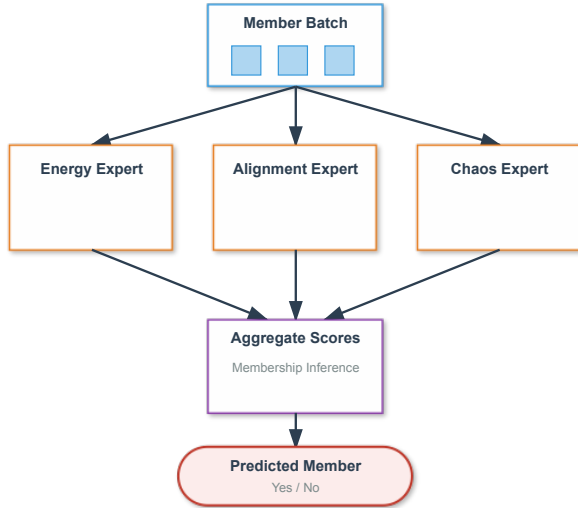 Member Batch
Energy Expert
Alignment Expert
Chaos Expert
Aggregate Scores
Membership Inference
Predicted Member
Yes / No